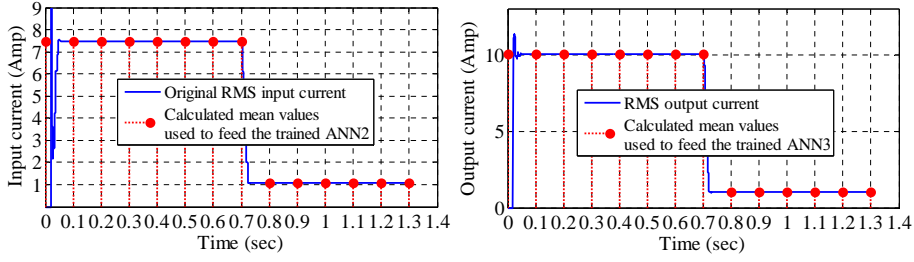 Input current (Amp)
9
8
7
6
5
4
3
2
1
Original RMS input current
Calculated mean values
used to feed the trained ANN2
0 0.1 0.2 0.3 0.4 0.5 0.6 0.7 0.8 0.9 1 1.1 1.2 1.3 1.4
Time (sec)
Output current (Amp)
10
5
0
RMS output current
Calculated mean values
used to feed the trained ANN3
0 0.1 0.2 0.3 0.4 0.5 0.6 0.7 0.8 0.9 1 1.1 1.2 1.3 1.4
Time (sec)